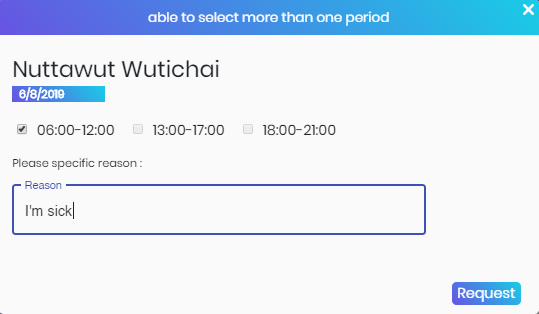 able to select more than one period
Nuttawut Wutichai
6/8/2019
06:00-12:00 13:00-17:00 18:00-21:00
Please specific reason :
Reason
I'm sick
Request